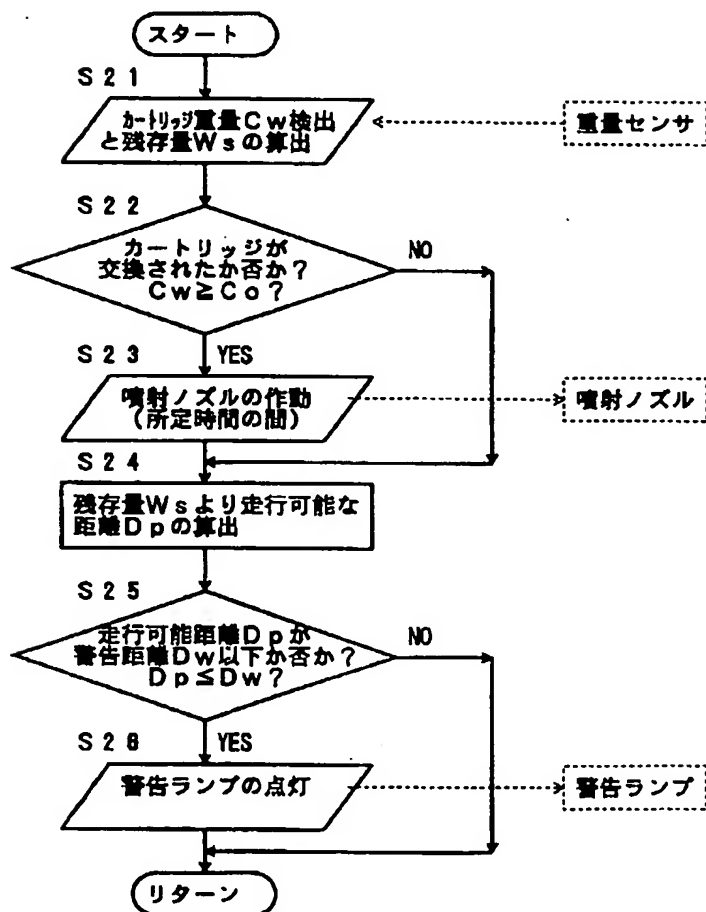 スタート
S21
カートリッジ重量Cw検出
と残存量Wsの算出
重量センサ
S22
カートリッジが
交換されたか否か?
Cw≧Co?
NO
S23
YES
噴射ノズルの作動
(所定時間の間)
噴射ノズル
S24
残存量Wsより走行可能な
距離Dpの算出
S25
走行可能距離Dpが
警告距離Dw以下か否か?
Dp≦Dw?
NO
S26
YES
警告ランプの点灯
警告ランプ
リターン